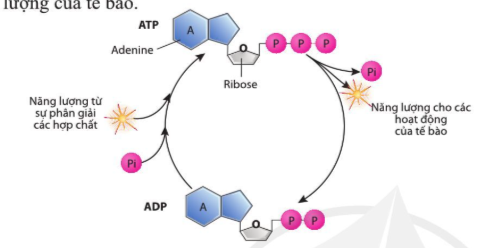 lượng của tế bào.
ATP
A
Adenine
O
P P P
Ribose
Pi
Năng lượng từ
sự phân giải
các hợp chất
Năng lượng cho các
hoạt động
của tế bào
Pi
ADP
A
O
P P